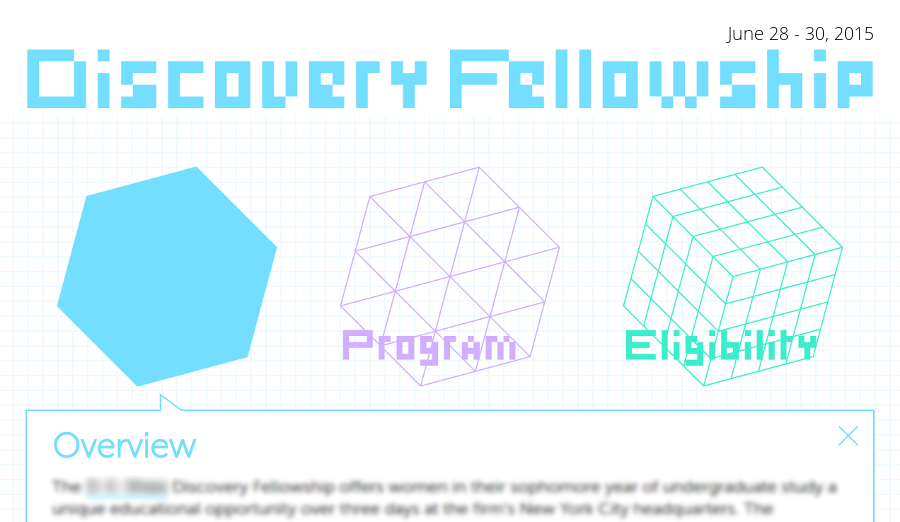 June 28 - 30, 2015
Discovery Fellowship
Program
Eligibility
Overview
The Discovery Fellowship offers women in their sophomore year of undergraduate study a
unique educational opportunity over three days at the firm's New York City headquarters. The